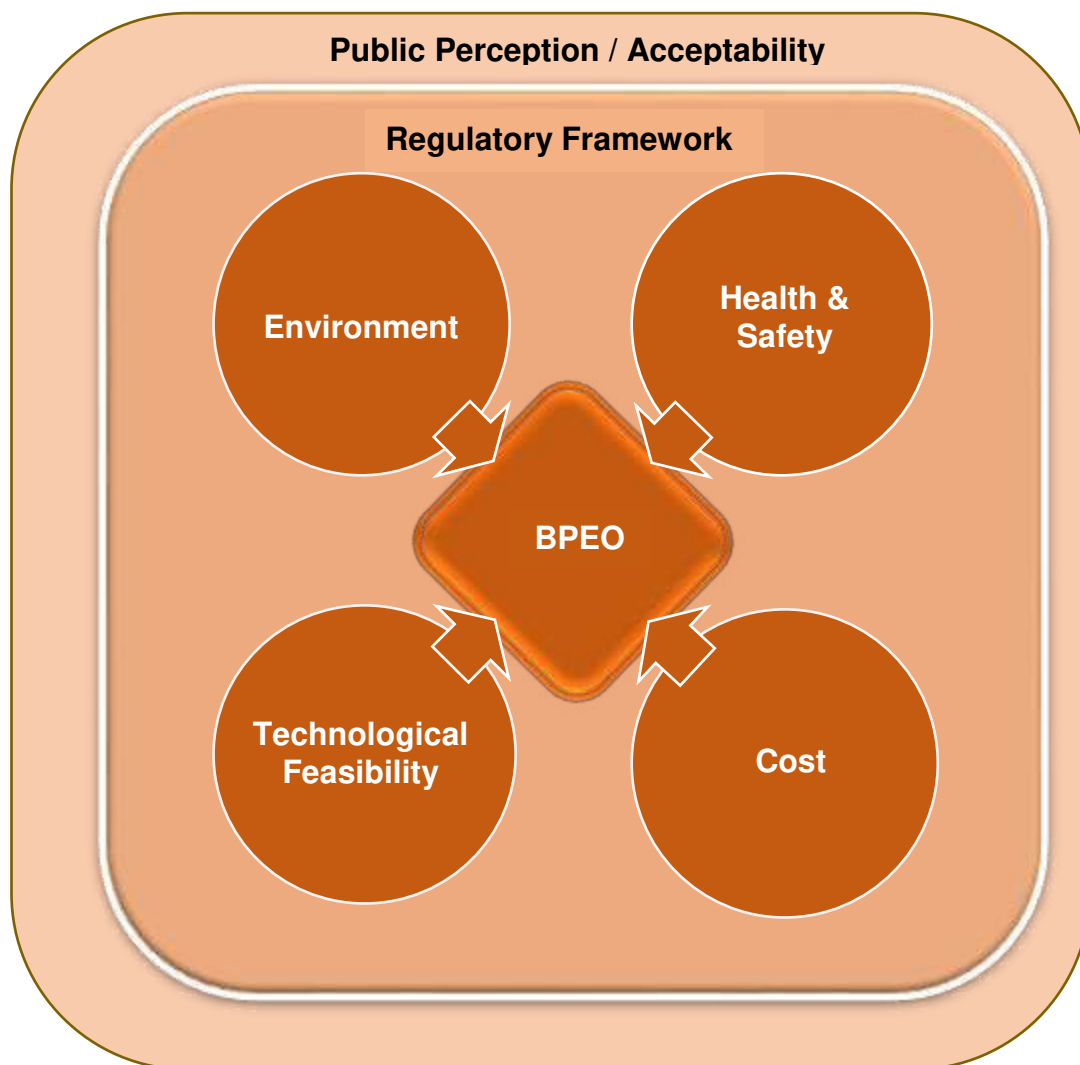 Public Perception / Acceptability
Regulatory Framework
Environment
Health &
Safety
BPEO
Technological
Feasibility
Cost